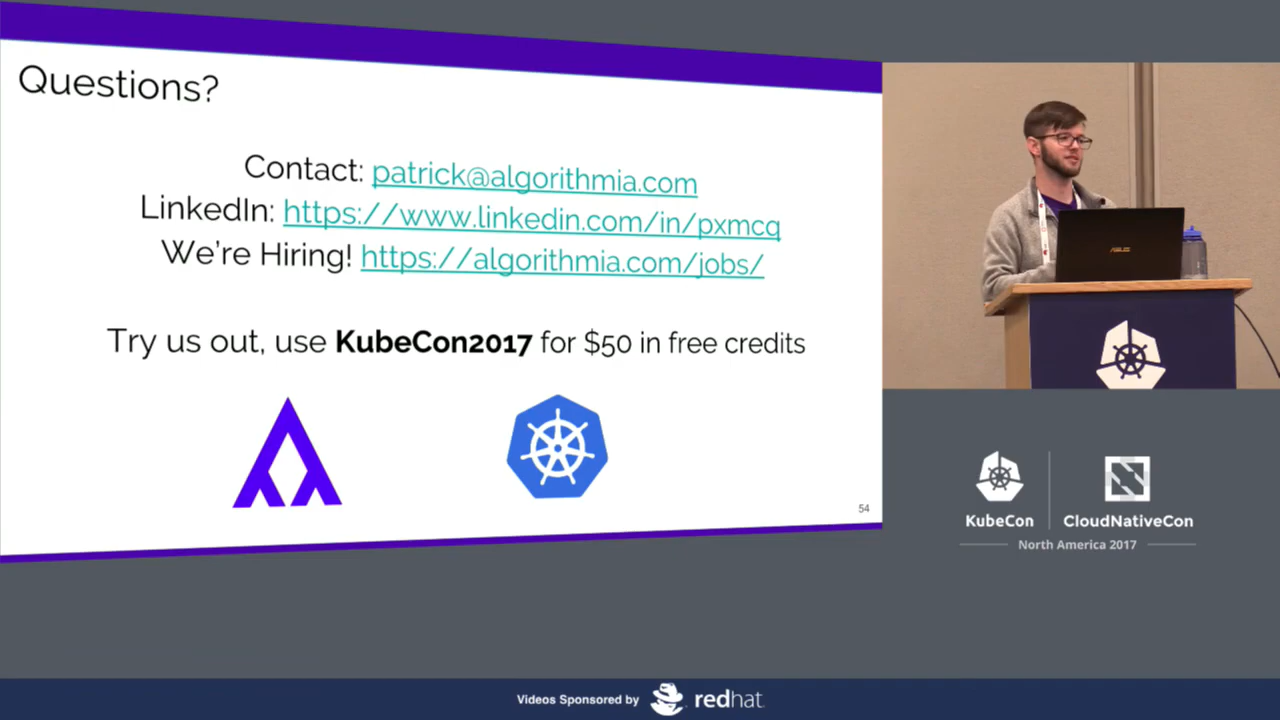 Questions?
Contact: patrick@algorithmia.com
LinkedIn: https://www.linkedin.com/in/pxmcq
We're Hiring! https://algorithmia.com/jobs/
Try us out, use KubeCon2017 for $50 in free credits
54
ASUS
KubeCon
CloudNativeCon
North America 2017
Videos Sponsored by redhat.